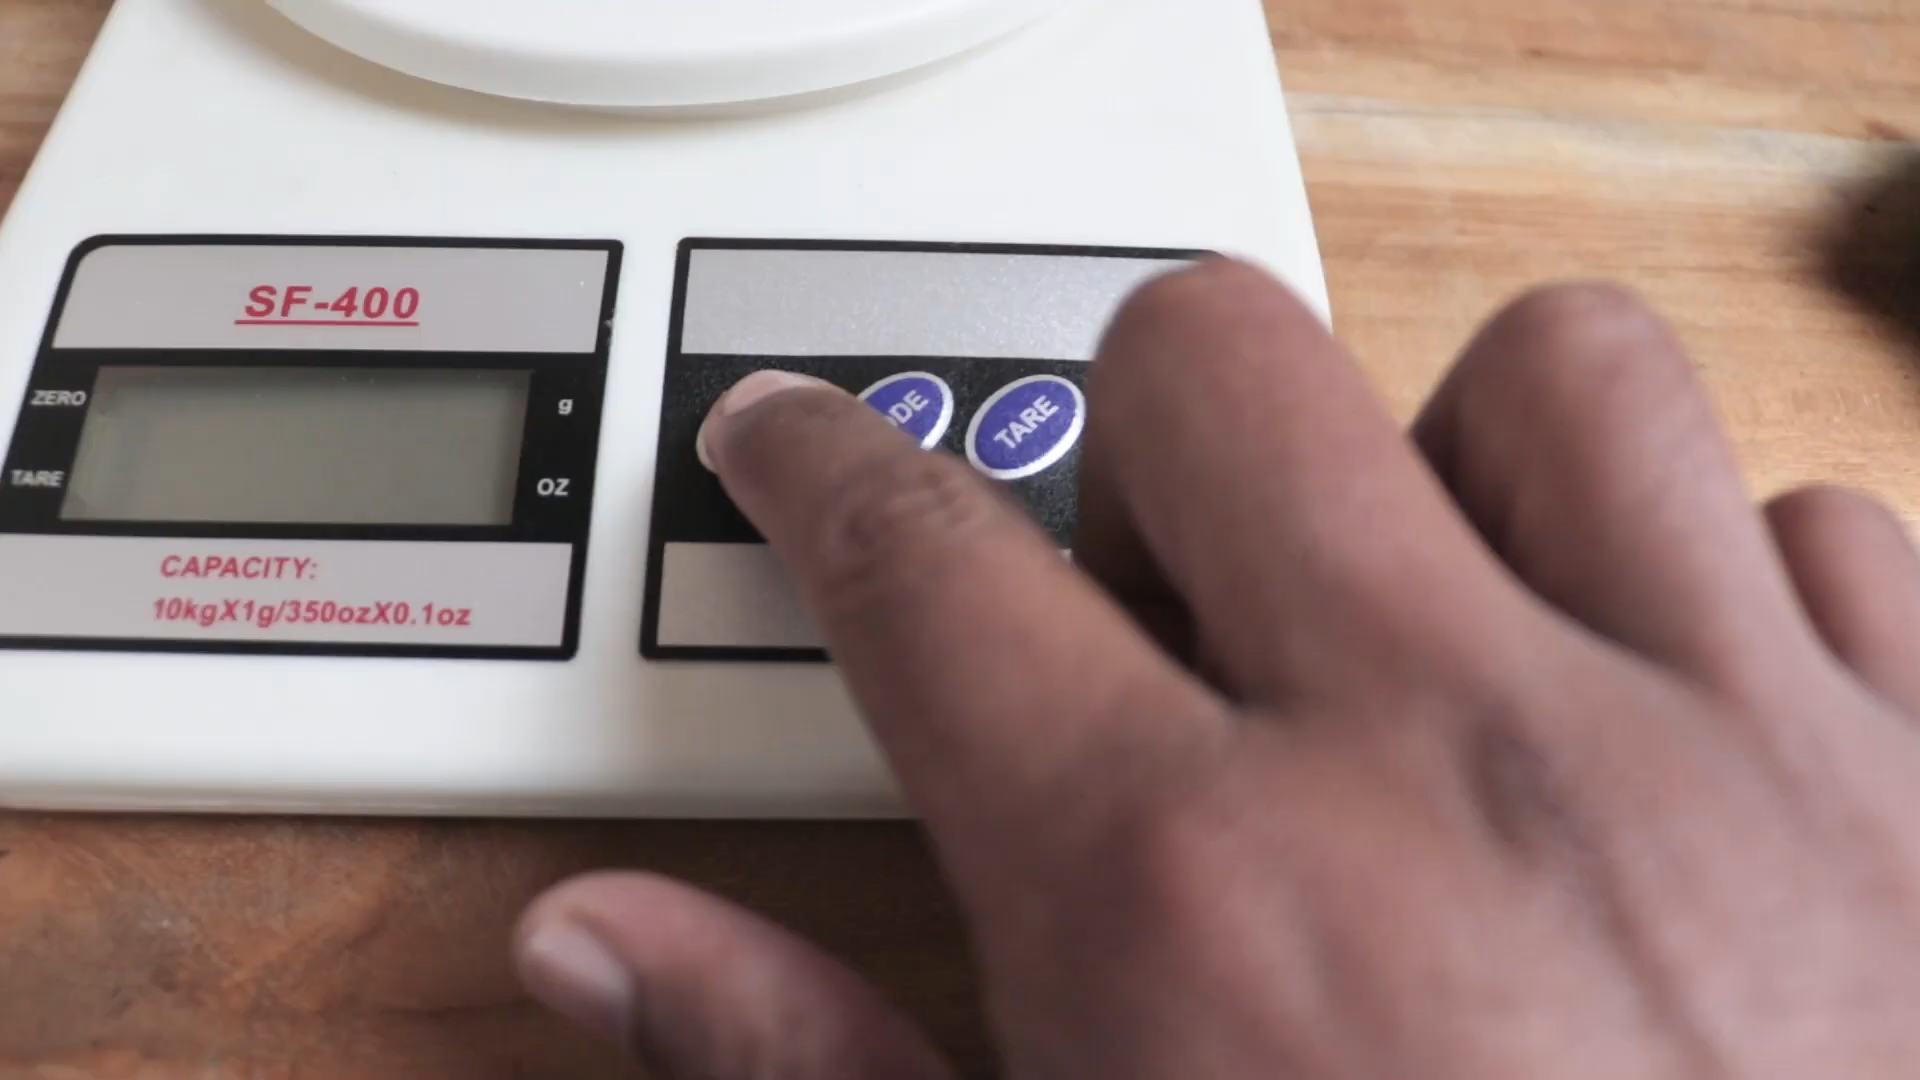 SF-400
ZERO
g
TARE
OZ
CAPACITY:
10kgX1g/350ozX0.1oz
TARE